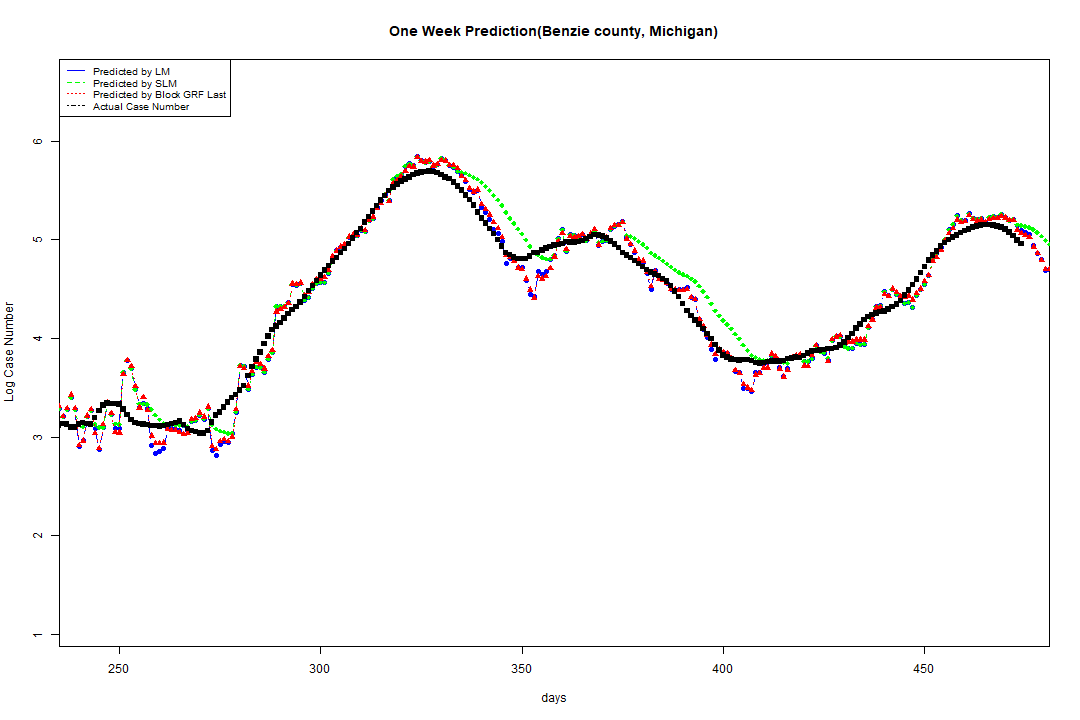 One Week Prediction(Benzie county, Michigan)
Predicted by LM
Predicted by SLM
Predicted by Block GRF Last
Actual Case Number
Log Case Number
6
5
4
3
2
1
250 300 350 400 450
days